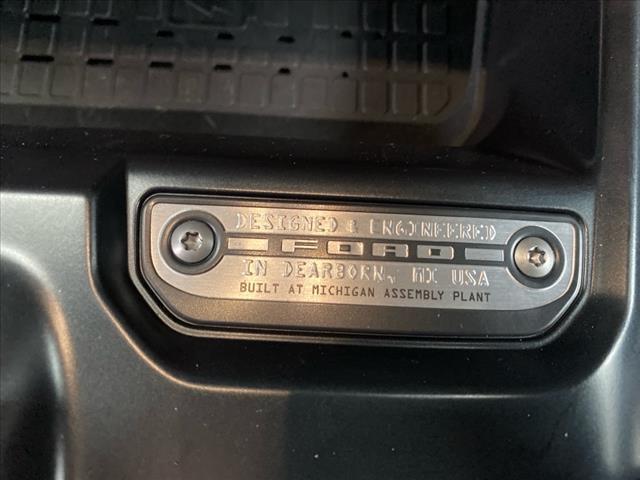 DESIGNED & ENGINEERED
FORD
IN DEARBORN, MI USA
BUILT AT MICHIGAN ASSEMBLY PLANT